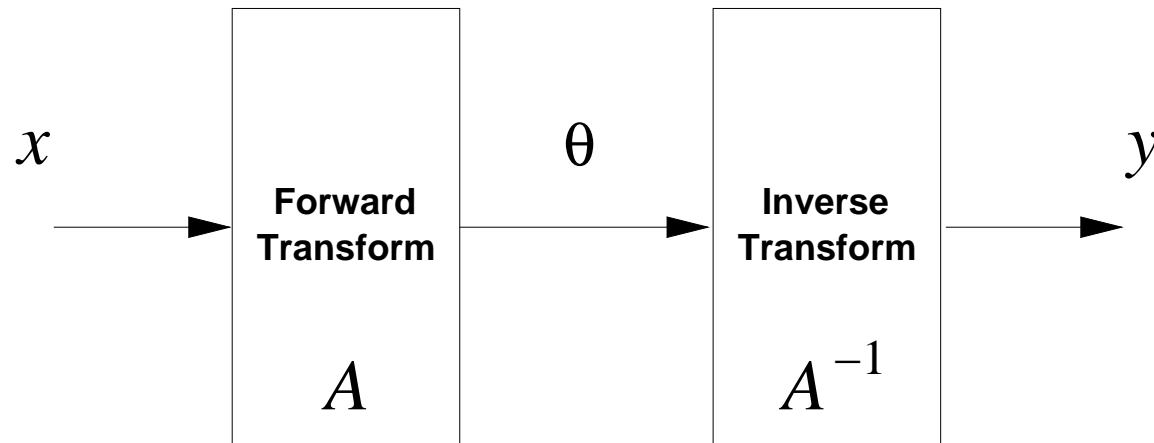 x
Forward
Transform
A
θ
Inverse
Transform
A⁻¹
y